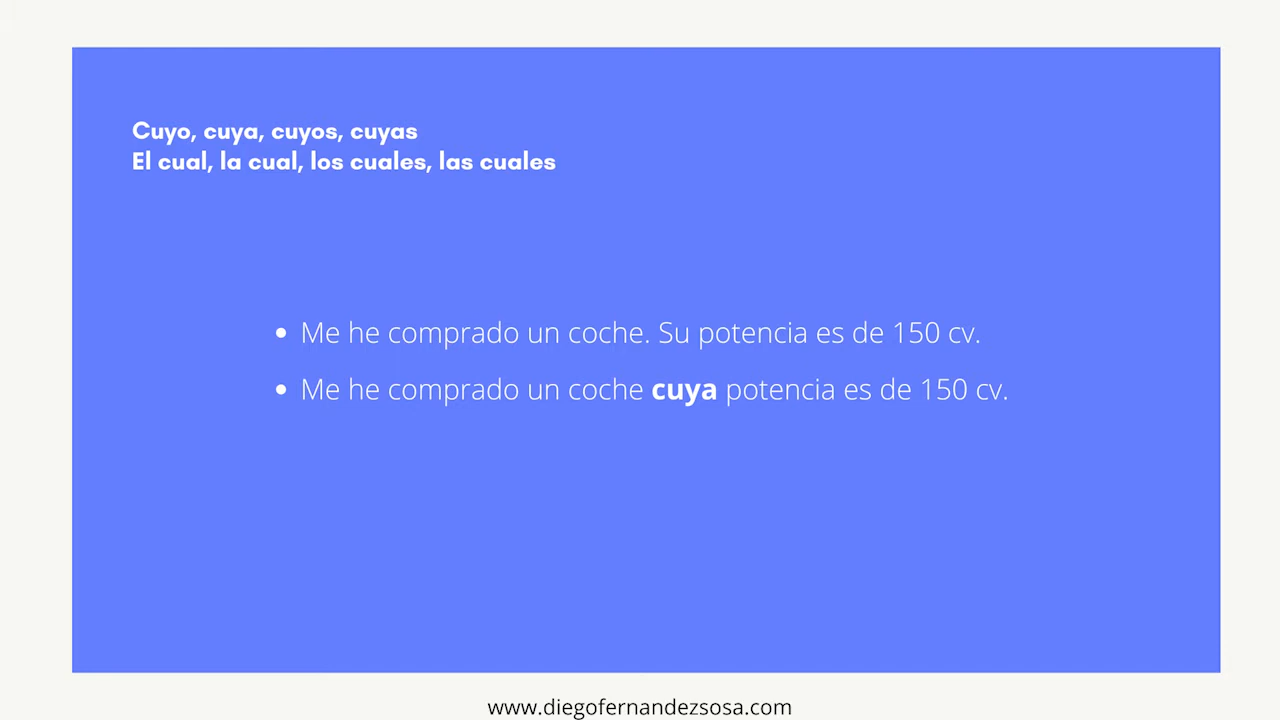 Cuyo, cuya, cuyos, cuyas
El cual, la cual, los cuales, las cuales
• Me he comprado un coche. Su potencia es de 150 cv.
• Me he comprado un coche cuya potencia es de 150 cv.
www.diegofernandezsosa.com